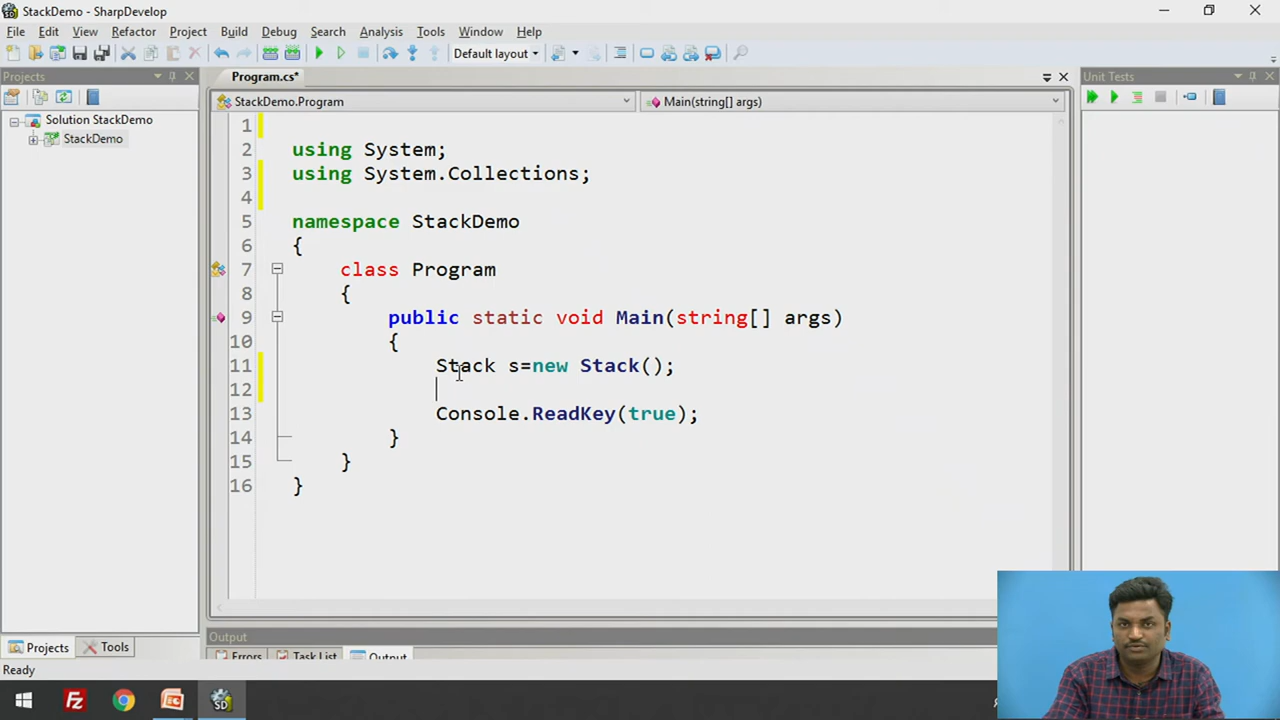 StackDemo - SharpDevelop
File Edit View Refactor Project Build Debug Search Analysis Tools Window Help
Default layout
Projects
Program.cs*
Unit Tests
StackDemo.Program
Main(string[] args)
Solution StackDemo
StackDemo
1
2 using System;
3 using System.Collections;
4
5 namespace StackDemo
6 {
7 class Program
8 {
9 public static void Main(string[] args)
10 {
11 Stack s=new Stack();
12
13 Console.ReadKey(true);
14 }
15 }
16 }
Output
Projects Tools
Errors Task List Output
Ready